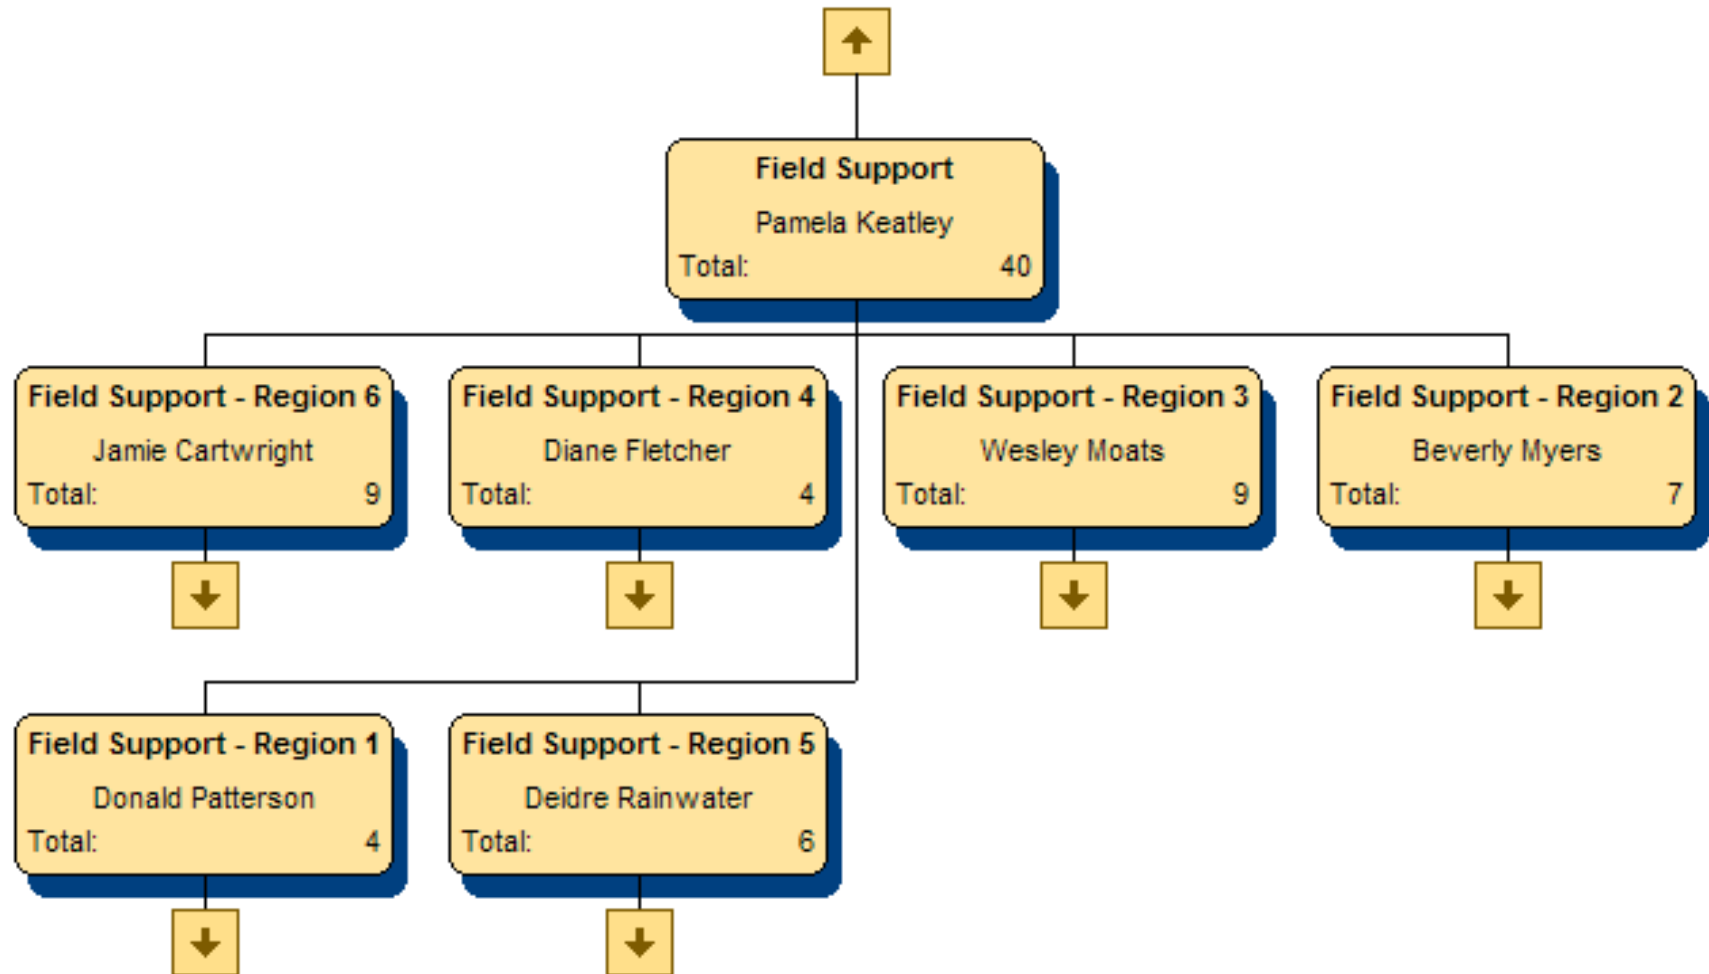 Field Support
Pamela Keatley
Total: 40
Field Support - Region 6
Jamie Cartwright
Total: 9
Field Support - Region 4
Diane Fletcher
Total: 4
Field Support - Region 3
Wesley Moats
Total: 9
Field Support - Region 2
Beverly Myers
Total: 7
Field Support - Region 1
Donald Patterson
Total: 4
Field Support - Region 5
Deidre Rainwater
Total: 6